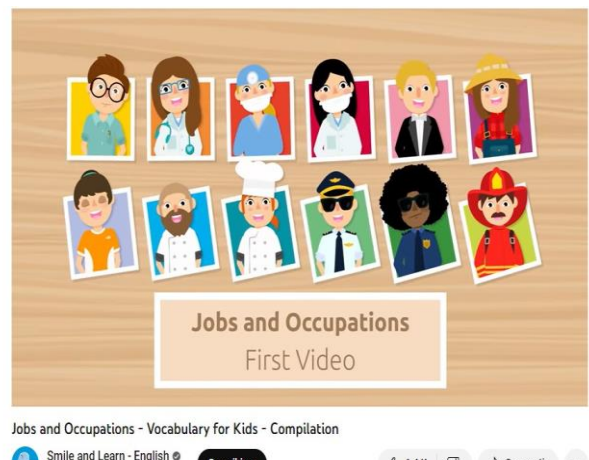 Jobs and Occupations
First Video
Jobs and Occupations - Vocabulary for Kids - Compilation
Smile and Learn - English